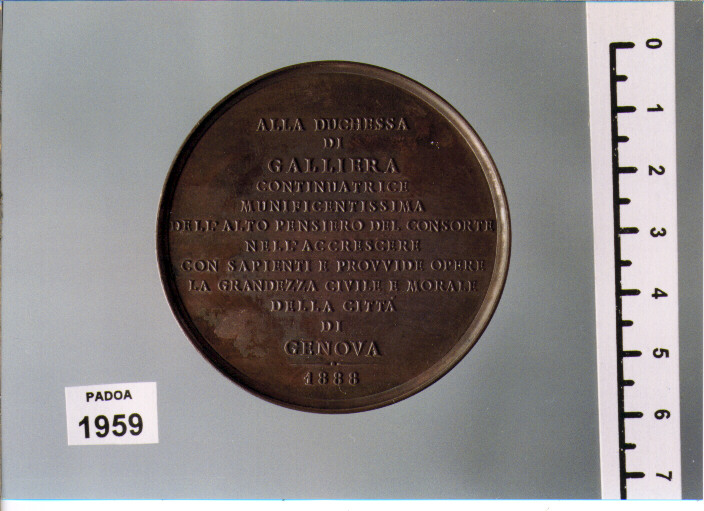 ALLA DUCHESSA
DI
GALLIERA
CONTINUATRICE
MUNIFICENTISSIMA
DELL'ALTO PENSIERO DEL CONSORTE
NELL'ACCRESCERE
CON SAPIENTI E PROVVIDE OPERE
LA GRANDEZZA CIVILE E MORALE
DELLA CITTÀ
DI
GENOVA
1888
PADOA
1959
0
1
2
3
4
5
6
7